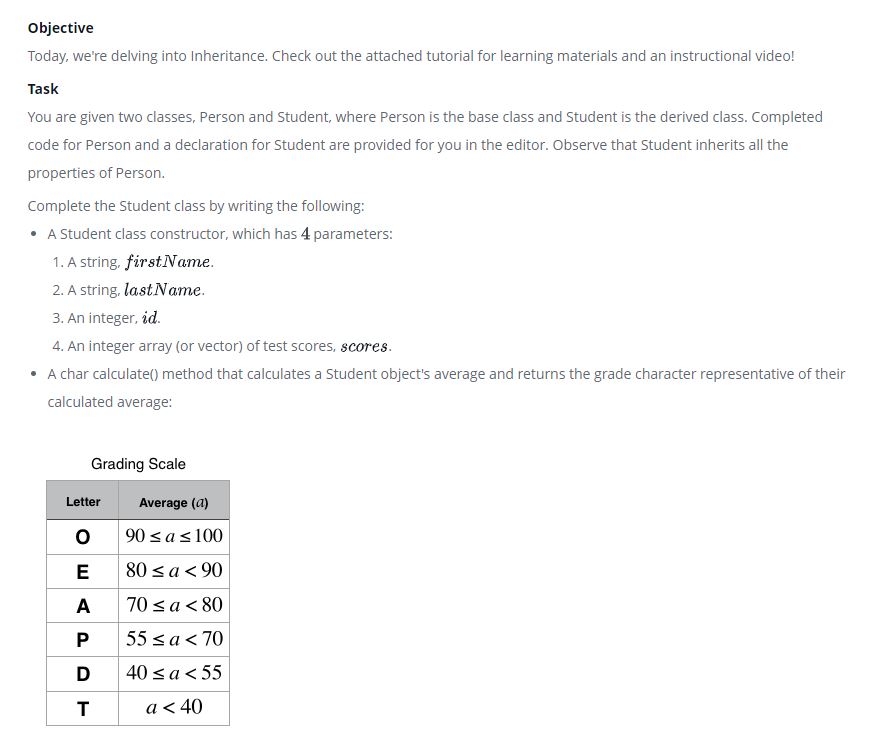 Objective
Today, we're delving into Inheritance. Check out the attached tutorial for learning materials and an instructional video!
Task
You are given two classes, Person and Student, where Person is the base class and Student is the derived class. Completed
code for Person and a declaration for Student are provided for you in the editor. Observe that Student inherits all the
properties of Person.
Complete the Student class by writing the following:
• A Student class constructor, which has 4 parameters:
1. A string, firstName.
2. A string, lastName.
3. An integer, id.
4. An integer array (or vector) of test scores, scores.
• A char calculate() method that calculates a Student object's average and returns the grade character representative of their
calculated average:
Grading Scale
Letter Average (a)
O 90 ≤ a ≤ 100
E 80 ≤ a < 90
A 70 ≤ a < 80
P 55 ≤ a < 70
D 40 ≤ a < 55
T a < 40